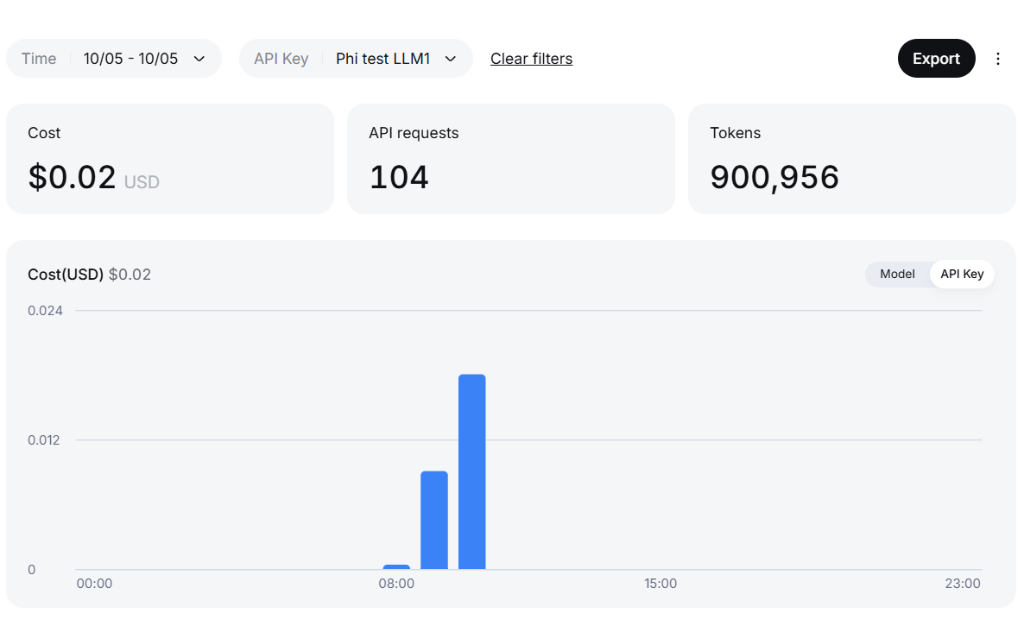 Time 10/05 - 10/05 API Key Phi test LLM1 Clear filters Export
Cost API requests Tokens
$0.02 USD 104 900,956
Cost(USD) $0.02 Model API Key
0.024
0.012
0
00:00 08:00 15:00 23:00